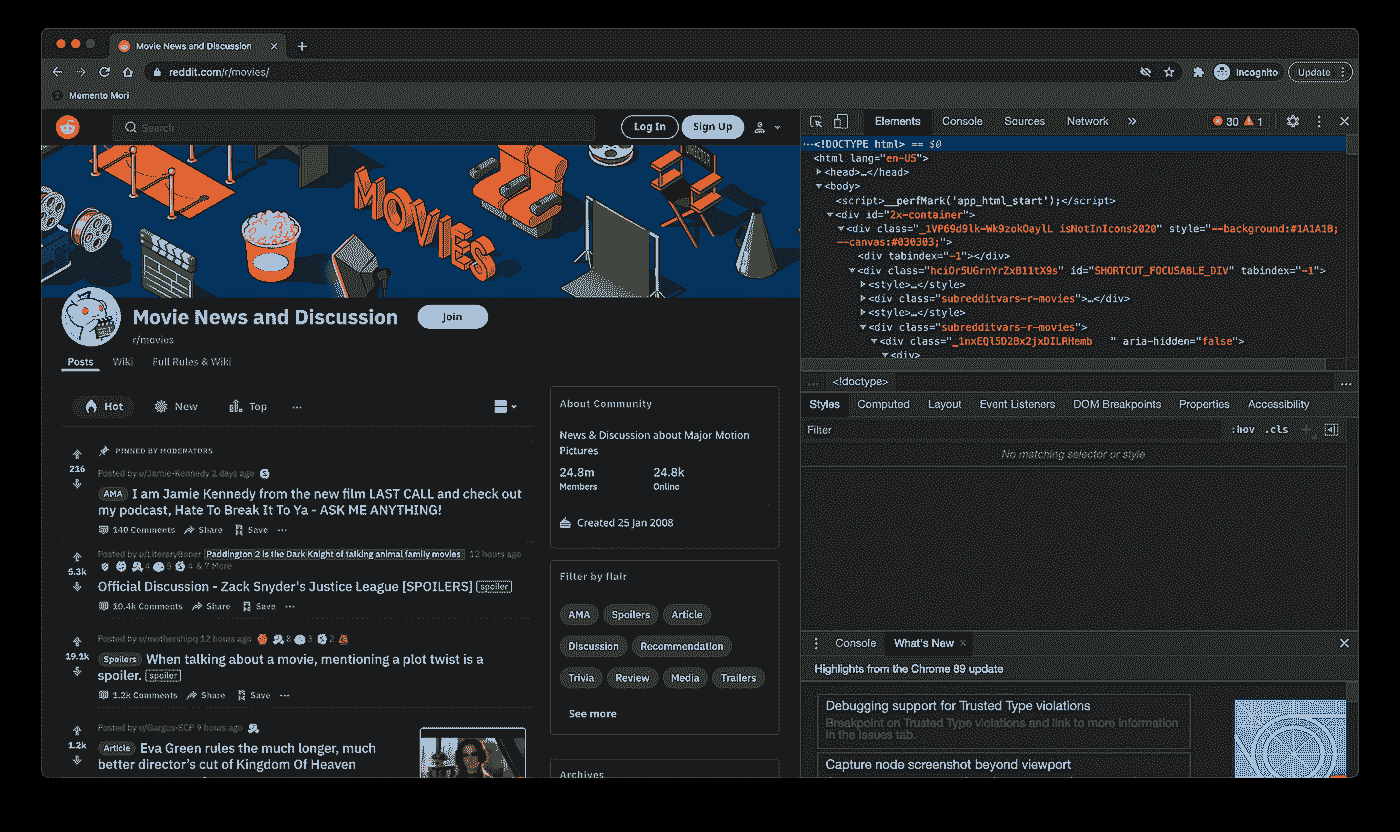 Movie News and Discussion
reddit.com/r/movies/
Incognito
Update
Memento Mori
Search
Log In
Sign Up
MOVIES
DIRECTOR
Movie News and Discussion
Join
r/movies
Posts Wiki Full Rules & Wiki
Hot New Top ...
PINNED BY MODERATORS
216
Posted by u/Jamie-Kennedy 2 days ago
AMA I am Jamie Kennedy from the new film LAST CALL and check out
my podcast, Hate To Break It To Ya - ASK ME ANYTHING!
140 Comments Share Save ...
Posted by u/LiteraryBoner Paddington 2 is the Dark Knight of talking animal family movies 12 hours ago
4 5 4 & 7 More
5.3k
Official Discussion - Zack Snyder's Justice League [SPOILERS] spoiler
10.4k Comments Share Save ...
Posted by u/mothershipq 12 hours ago 8 3 2
19.1k
Spoilers When talking about a movie, mentioning a plot twist is a
spoiler. spoiler
1.2k Comments Share Save ...
Posted by u/Gargus-SCP 9 hours ago
1.2k
Article Eva Green rules the much longer, much
better director's cut of Kingdom Of Heaven
About Community
News & Discussion about Major Motion
Pictures
24.8m 24.8k
Members Online
Created 25 Jan 2008
Filter by flair
AMA Spoilers Article
Discussion Recommendation
Trivia Review Media Trailers
See more
Archives
Elements Console Sources Network » 30 1
···<!DOCTYPE html> == $0
<html lang="en-US">
<head>…</head>
<body>
<script>__perfMark('app_html_start');</script>
<div id="2x-container">
<div class="_1VP69d9lk-Wk9zokOaylL isNotInIcons2020" style="--background:#1A1A1B;
--canvas:#030303;">
<div tabindex="-1"></div>
<div class="hciOr5UGrnYrZxB11tX9s" id="SHORTCUT_FOCUSABLE_DIV" tabindex="-1">
<style>…</style>
<div class="subredditvars-r-movies">…</div>
<style>…</style>
<div class="subredditvars-r-movies">
<div class="_1nxEQl5D2Bx2jxDILRHemb " aria-hidden="false">
<div>
... <!doctype> ...
Styles Computed Layout Event Listeners DOM Breakpoints Properties Accessibility
Filter :hov .cls +
No matching selector or style
Console What's New ×
Highlights from the Chrome 89 update
Debugging support for Trusted Type violations
Breakpoint on Trusted Type violations and link to more information
in the Issues tab.
Capture node screenshot beyond viewport